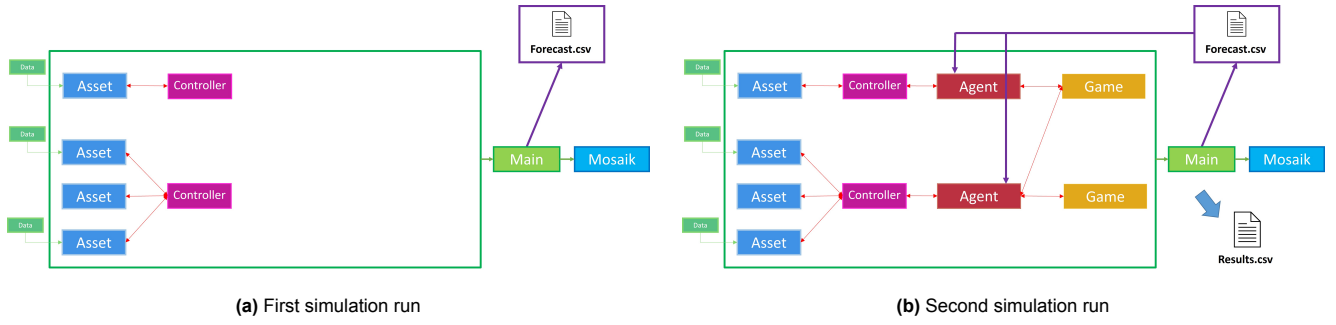 Forecast.csv
Data
Asset
Controller
Data
Asset
Asset
Controller
Data
Asset
Main
Mosaik
(a) First simulation run
Forecast.csv
Data
Asset
Controller
Agent
Game
Data
Asset
Asset
Controller
Agent
Game
Data
Asset
Main
Mosaik
Results.csv
(b) Second simulation run